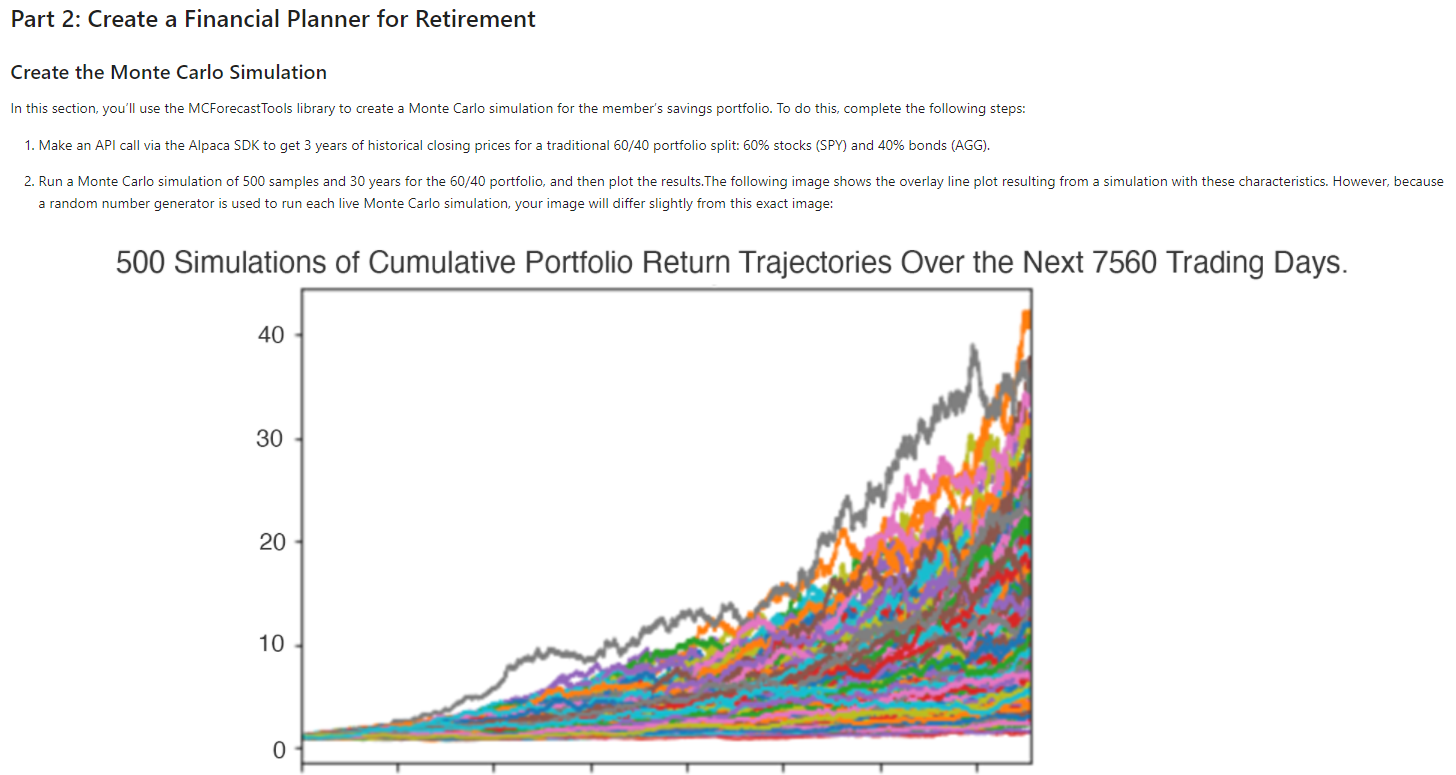 Part 2: Create a Financial Planner for Retirement
Create the Monte Carlo Simulation
In this section, you'll use the MCForecastTools library to create a Monte Carlo simulation for the member's savings portfolio. To do this, complete the following steps:
1. Make an API call via the Alpaca SDK to get 3 years of historical closing prices for a traditional 60/40 portfolio split: 60% stocks (SPY) and 40% bonds (AGG).
2. Run a Monte Carlo simulation of 500 samples and 30 years for the 60/40 portfolio, and then plot the results.The following image shows the overlay line plot resulting from a simulation with these characteristics. However, because
a random number generator is used to run each live Monte Carlo simulation, your image will differ slightly from this exact image:
500 Simulations of Cumulative Portfolio Return Trajectories Over the Next 7560 Trading Days.
40
30
20
10
0